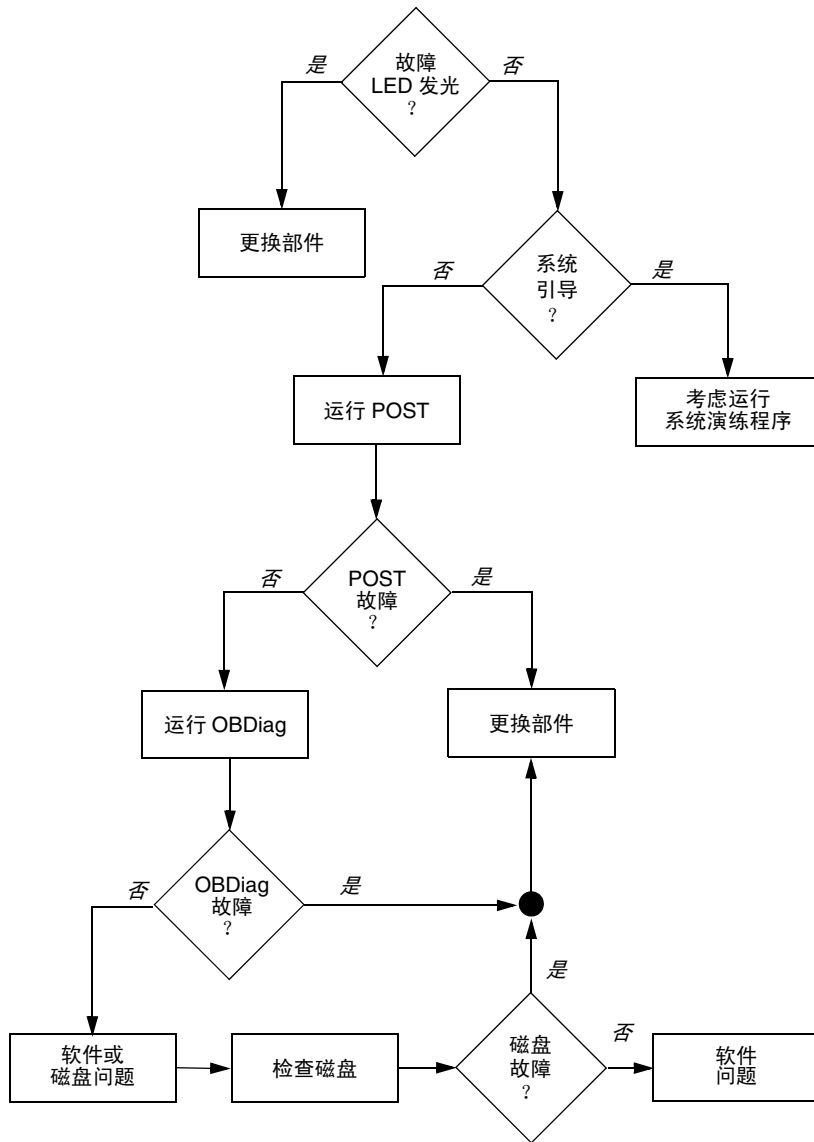 故障
LED 发光
?
是
否
更换部件
系统
引导
?
否
是
运行 POST
考虑运行
系统演练程序
POST
故障
?
否
是
运行 OBDiag
更换部件
OBDiag
故障
?
否
是
是
软件或
磁盘问题
检查磁盘
磁盘
故障
?
否
软件
问题